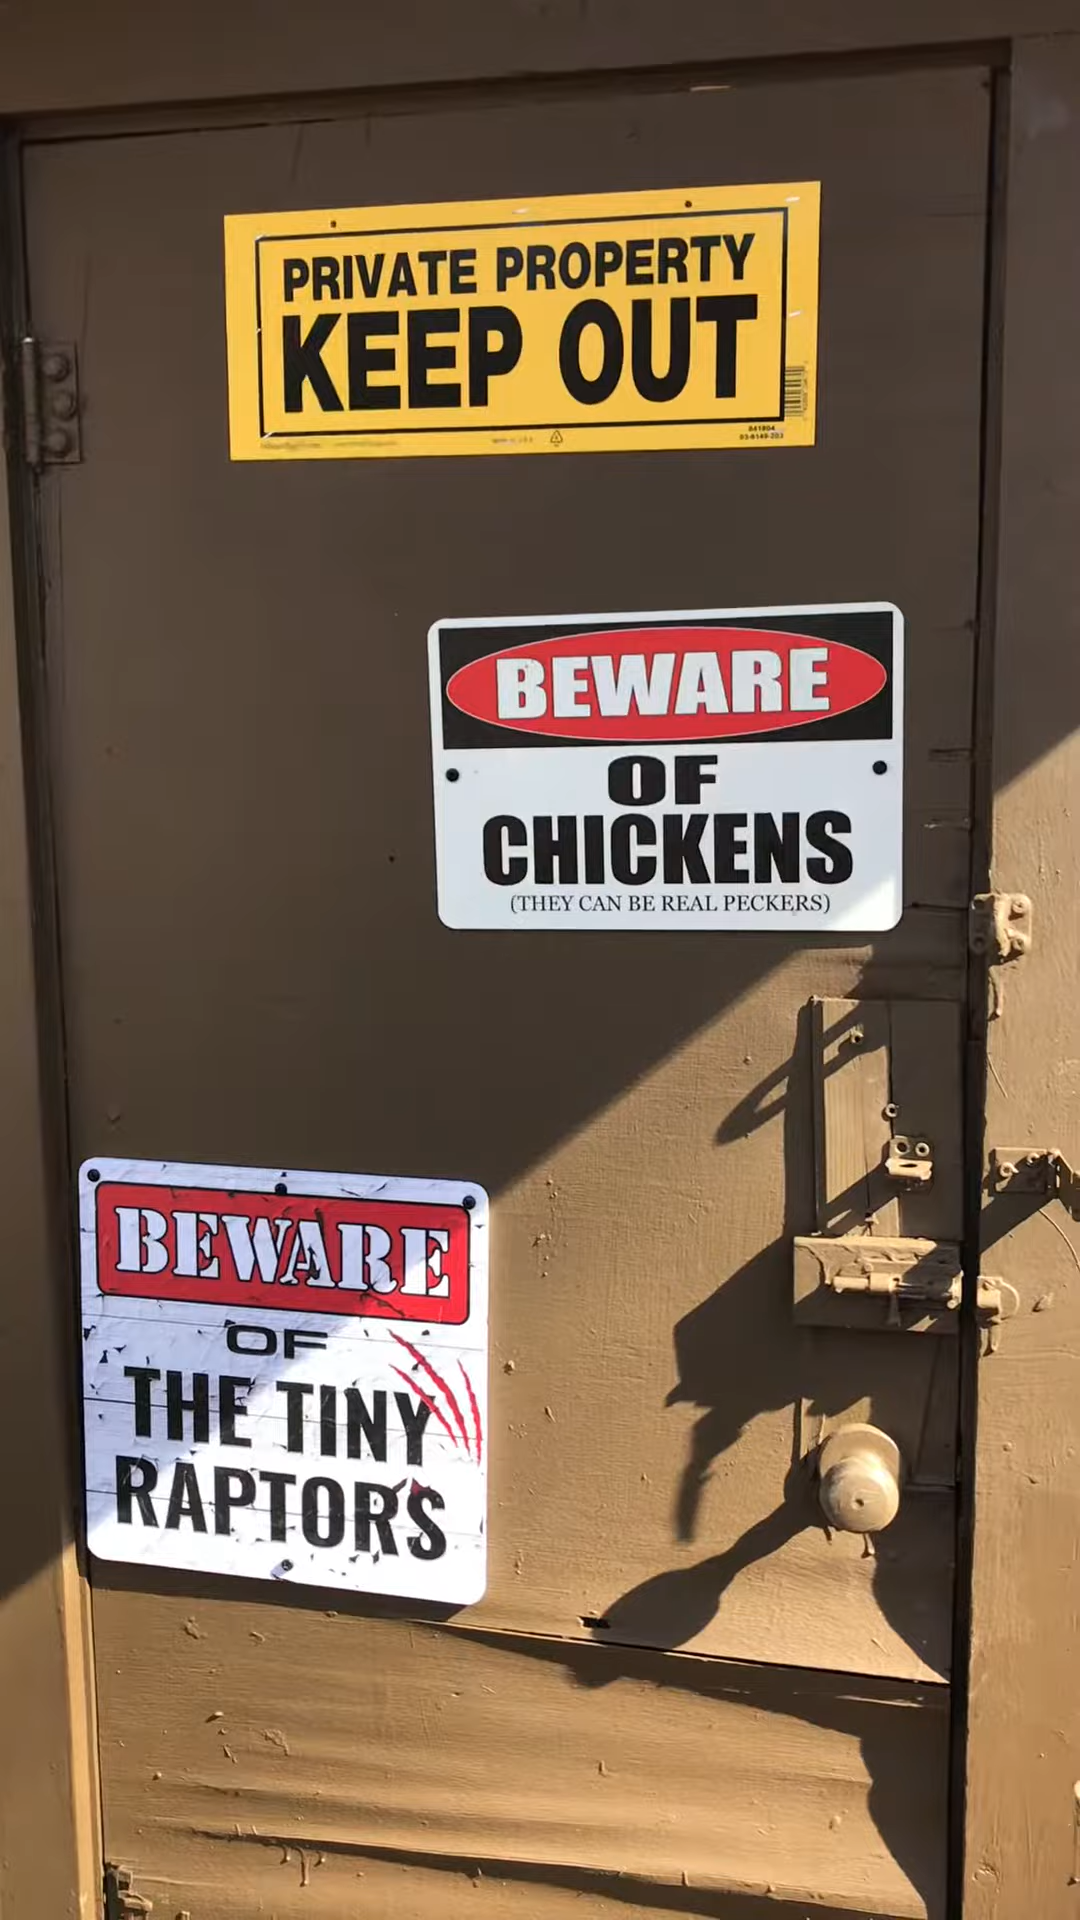 PRIVATE PROPERTY
KEEP OUT
BEWARE
OF
CHICKENS
(THEY CAN BE REAL PECKERS)
BEWARE
OF
THE TINY
RAPTORS